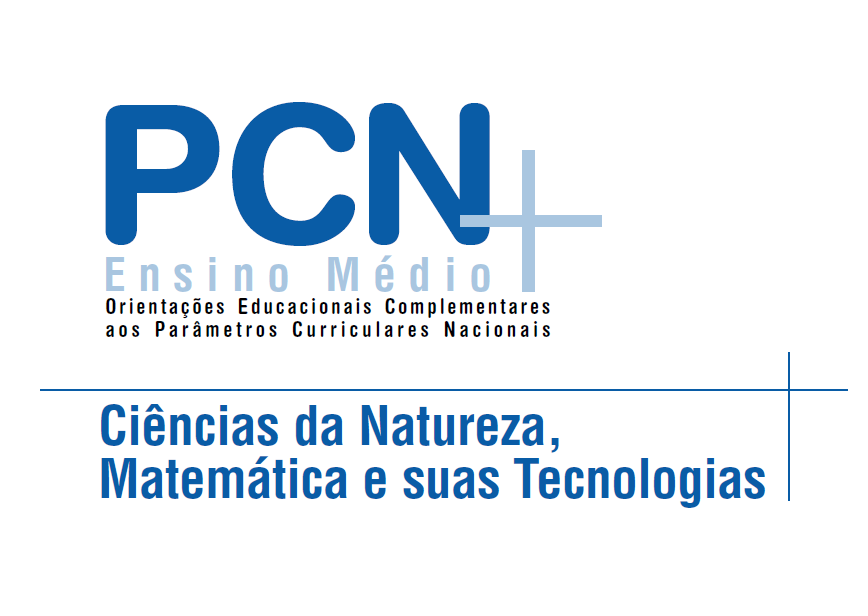 PCN+
Ensino Médio
Orientações Educacionais Complementares
aos Parâmetros Curriculares Nacionais
Ciências da Natureza,
Matemática e suas Tecnologias